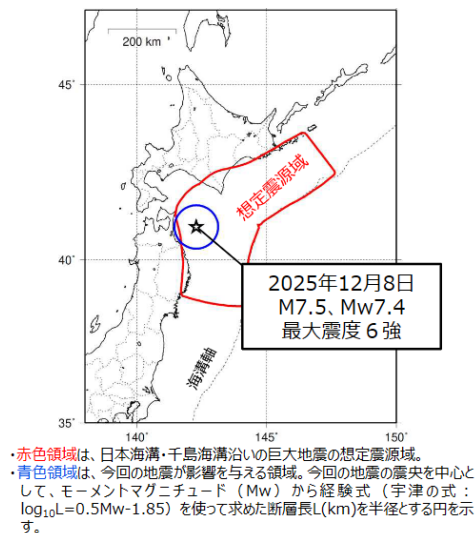 200 km
45°
想定震源域
40°
2025年12月8日
M7.5、Mw7.4
最大震度６強
海溝軸
35°
140° 145° 150°
・赤色領域は、日本海溝・千島海溝沿いの巨大地震の想定震源域。
・青色領域は、今回の地震が影響を与える領域。今回の地震の震央を中心と
して、モーメントマグニチュード（Mw）から経験式（宇津の式：
log₁₀L=0.5Mw-1.85）を使って求めた断層長L(km)を半径とする円を示
す。